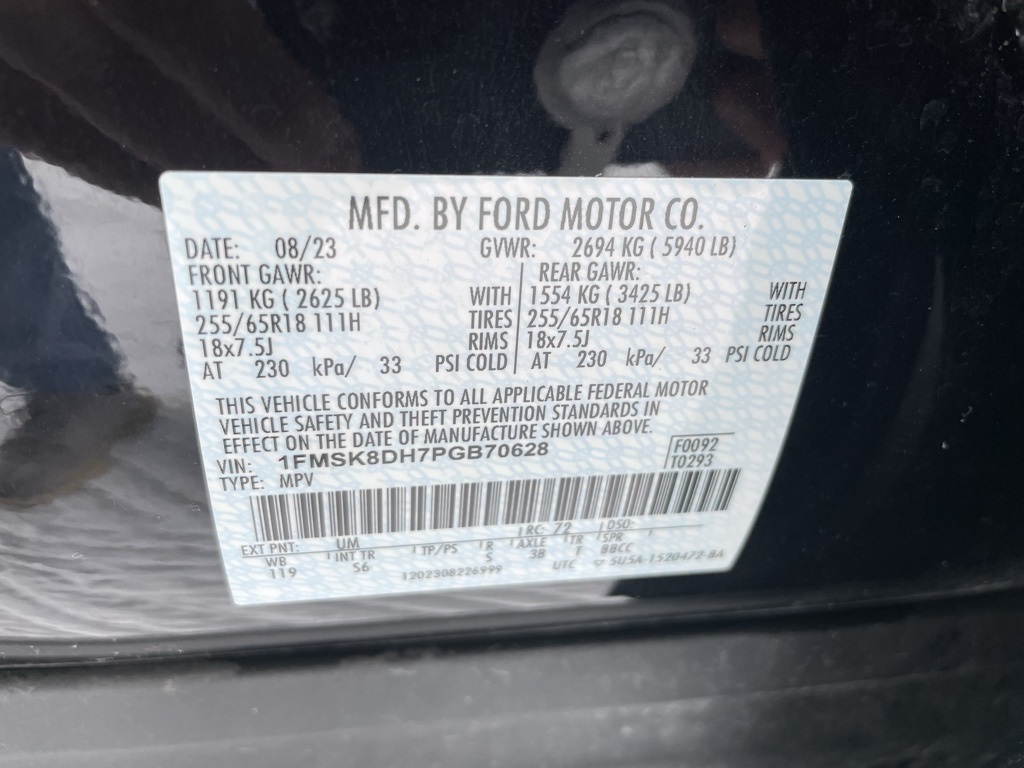 MFD. BY FORD MOTOR CO.
DATE: 08/23 GVWR: 2694 KG ( 5940 LB)
FRONT GAWR: REAR GAWR:
1191 KG ( 2625 LB) WITH 1554 KG ( 3425 LB) WITH
255/65R18 111H TIRES 255/65R18 111H TIRES
18x7.5J RIMS 18x7.5J RIMS
AT 230 kPa/ 33 PSI COLD AT 230 kPa/ 33 PSI COLD
THIS VEHICLE CONFORMS TO ALL APPLICABLE FEDERAL MOTOR
VEHICLE SAFETY AND THEFT PREVENTION STANDARDS IN
EFFECT ON THE DATE OF MANUFACTURE SHOWN ABOVE.
VIN: 1FMSK8DH7PGB70628 F0092
TYPE: MPV T0293
EXT PNT: UM RC: 72 DSO:
WB INT TR TP/PS R AXLE TR SPR
119 S6 S 38 T BBCC
1202308226999 UTC 5U5A-1520472-BA